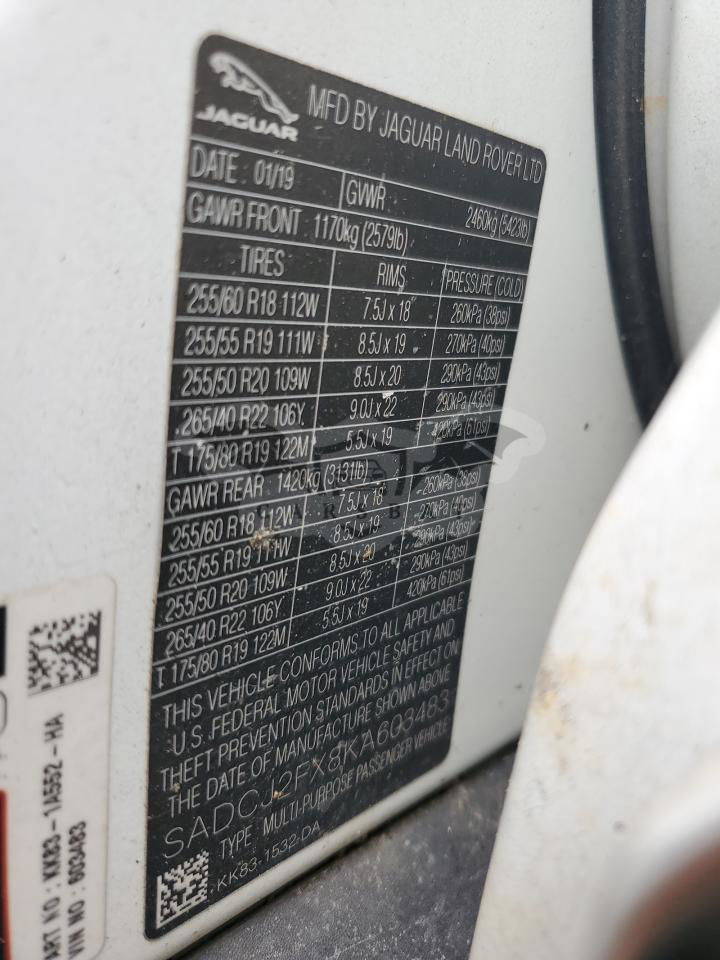 JAGUAR
MFD BY JAGUAR LAND ROVER LTD
DATE: 01/19 GVWR 2460kg (5423lb)
GAWR FRONT 1170kg (2579lb)
TIRES RIMS PRESSURE (COLD)
255/60 R18 112W 7.5J x 18 260kPa (38psi)
255/55 R19 111W 8.5J x 19 270kPa (40psi)
255/50 R20 109W 8.5J x 20 290kPa (43psi)
265/40 R22 106Y 9.0J x 22 290kPa (43psi)
T 175/80 R19 122M 5.5J x 19 420kPa (61psi)
GAWR REAR 1420kg (3131lb)
255/60 R18 112W 7.5J x 18 260kPa (38psi)
255/55 R19 111W 8.5J x 19 270kPa (40psi)
255/50 R20 109W 8.5J x 20 290kPa (43psi)
265/40 R22 106Y 9.0J x 22 290kPa (43psi)
T 175/80 R19 122M 5.5J x 19 420kPa (61psi)
THIS VEHICLE CONFORMS TO ALL APPLICABLE
U.S. FEDERAL MOTOR VEHICLE SAFETY AND
THEFT PREVENTION STANDARDS IN EFFECT ON
THE DATE OF MANUFACTURE SHOWN ABOVE
SADCJ2FX8KA603483
TYPE MULTI-PURPOSE PASSENGER VEHICLE
KK83-1532-DA
PART NO: KK83-1A552-HA
VIN NO: 603483